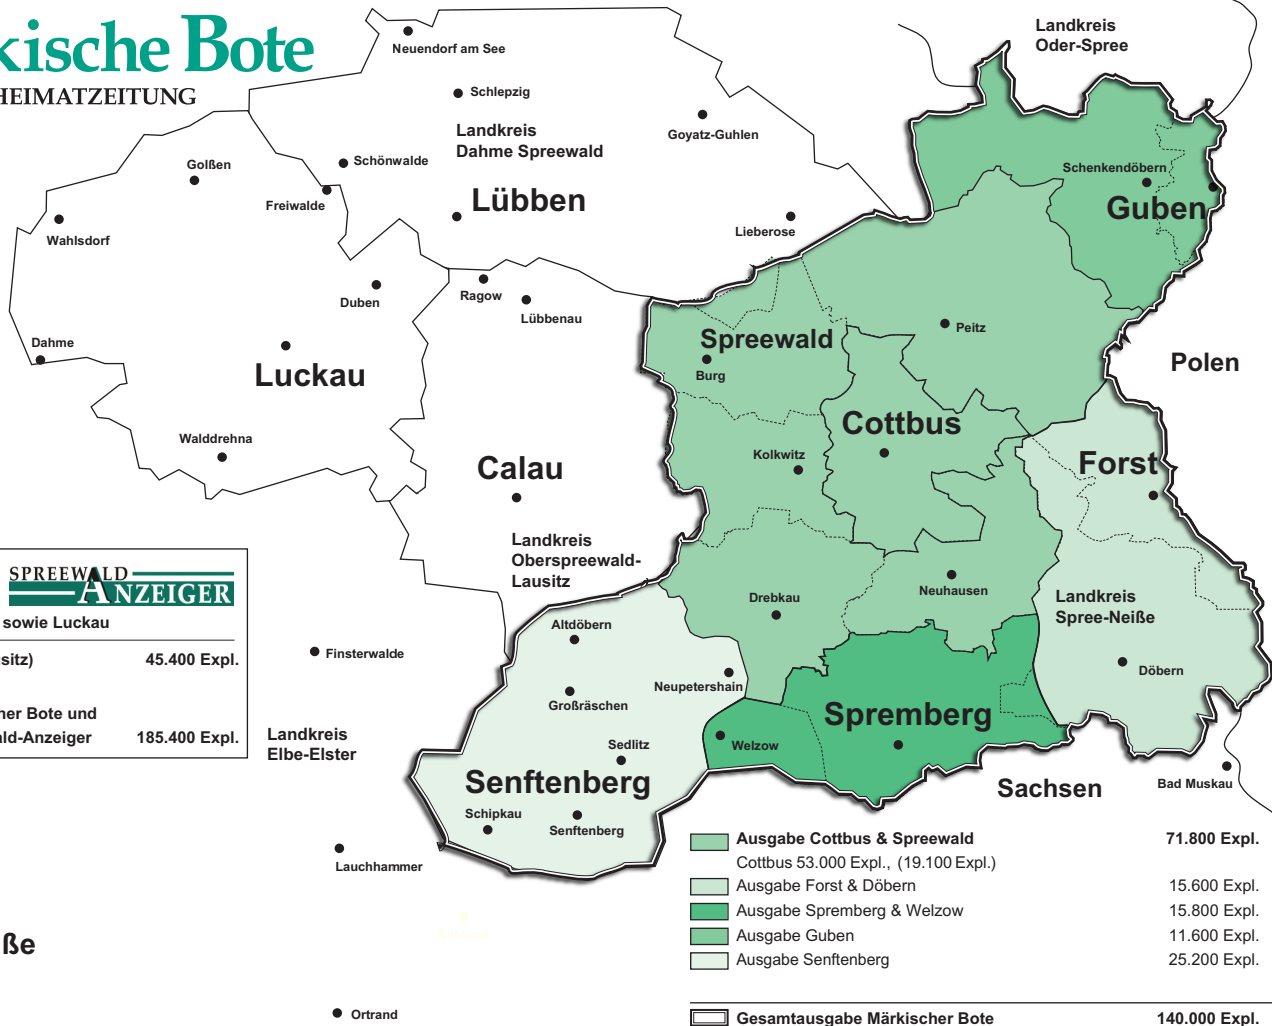 kische Bote
HEIMATZEITUNG
Neuendorf am See
Schlepzig
Landkreis
Dahme Spreewald
Goyatz-Guhlen
Landkreis
Oder-Spree
Golßen
Schönwalde
Freiwalde
Lübben
Lieberose
Schenkendöbern
Guben
Wahlsdorf
Duben
Ragow
Lübbenau
Dahme
Luckau
Spreewald
Burg
Peitz
Polen
Walddrehna
Calau
Kolkwitz
Cottbus
Forst
Landkreis
Oberspreewald-
Lausitz
SPREEWALD
ANZEIGER
sowie Luckau
sitz) 45.400 Expl.
ner Bote und
ald-Anzeiger 185.400 Expl.
Altdöbern
Drebkau
Neuhausen
Landkreis
Spree-Neiße
Döbern
Finsterwalde
Neupetershain
Großräschen
Landkreis
Elbe-Elster
Sedlitz
Welzow
Spremberg
Senftenberg
Schipkau
Senftenberg
Sachsen
Bad Muskau
Lauchhammer
Ausgabe Cottbus & Spreewald 71.800 Expl.
Cottbus 53.000 Expl., (19.100 Expl.)
Ausgabe Forst & Döbern 15.600 Expl.
Ausgabe Spremberg & Welzow 15.800 Expl.
Ausgabe Guben 11.600 Expl.
Ausgabe Senftenberg 25.200 Expl.
ße
Ortrand
Gesamtausgabe Märkischer Bote 140.000 Expl.